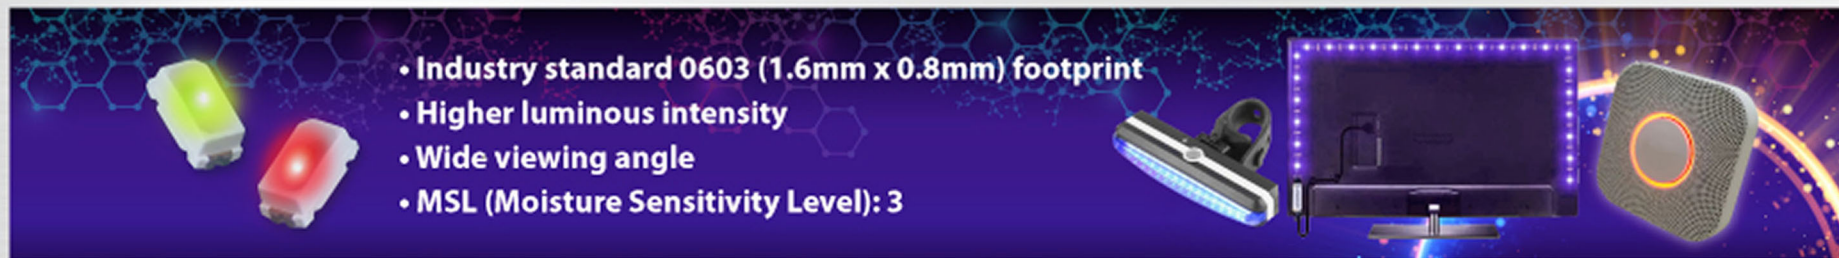 • Industry standard 0603 (1.6mm x 0.8mm) footprint
• Higher luminous intensity
• Wide viewing angle
• MSL (Moisture Sensitivity Level): 3